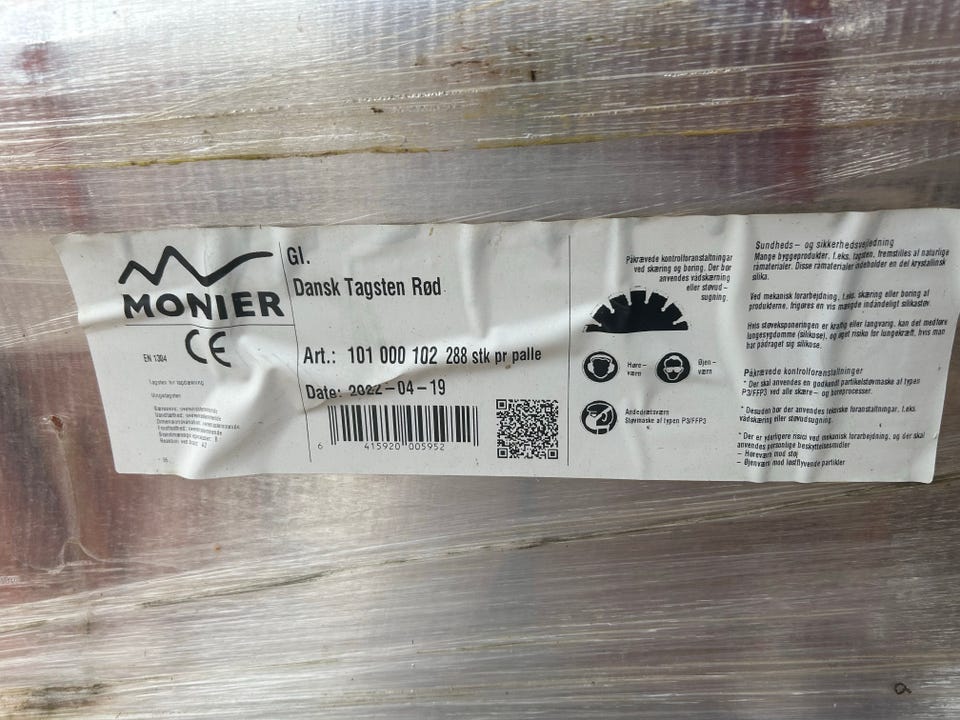 MONIER
CE
EN 1304
Tagsten for tagdækning
Vingetagsten
Gl.
Dansk Tagsten Rød
Art.: 101 000 102 288 stk pr palle
Date: 2022-04-19
6 415920 005952
Påkrævede kontrolforanstaltninger
ved skæring og boring. Der bør
anvendes vådskærning
eller støvud-
sugning.
Høre-
værn
Øjen-
værn
Åndedrætsværn
Støvmaske af typen P3/FFP3
Sundheds- og sikkerhedsvejledning
Mange byggeprodukter, f.eks. tagsten, fremstilles af naturlige
råmaterialer. Disse råmaterialer indeholder en del krystallinsk
silika.
Ved mekanisk forarbejdning, f.eks. skæring eller boring af
produkterne, frigøres en vis mængde indåndeligt silikastøv.
Hvis støveksponeringen er kraftig eller langvarig, kan det medføre
lungesygdomme (silikose), og øget risiko for lungekræft, hvis man
har pådraget sig silikose.
Påkrævede kontrolforanstaltninger
* Der skal anvendes en godkendt partikelstøvmaske af typen
P3/FFP3 ved alle skære- og boreprocesser.
* Desuden bør der anvendes tekniske foranstaltninger, f.eks.
vådskæring eller støvudsugning.
* Der er yderligere risici ved mekanisk forarbejdning, og der skal
anvendes personlige beskyttelsesmidler
- Høreværn mod støj
- Øjenværn mod løstflyvende partikler